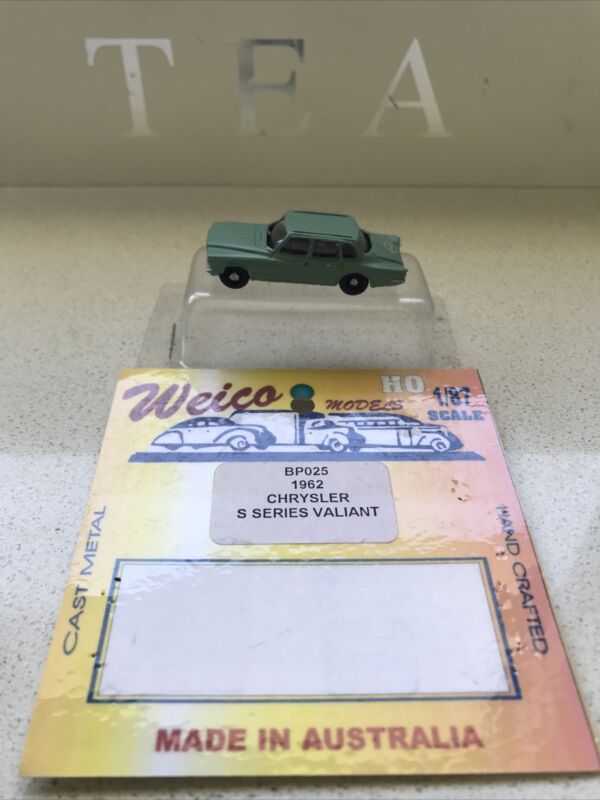 TEA
Weico MODELS HO 1/87 SCALE
BP025
1962
CHRYSLER
S SERIES VALIANT
CAST METAL
HAND CRAFTED
MADE IN AUSTRALIA